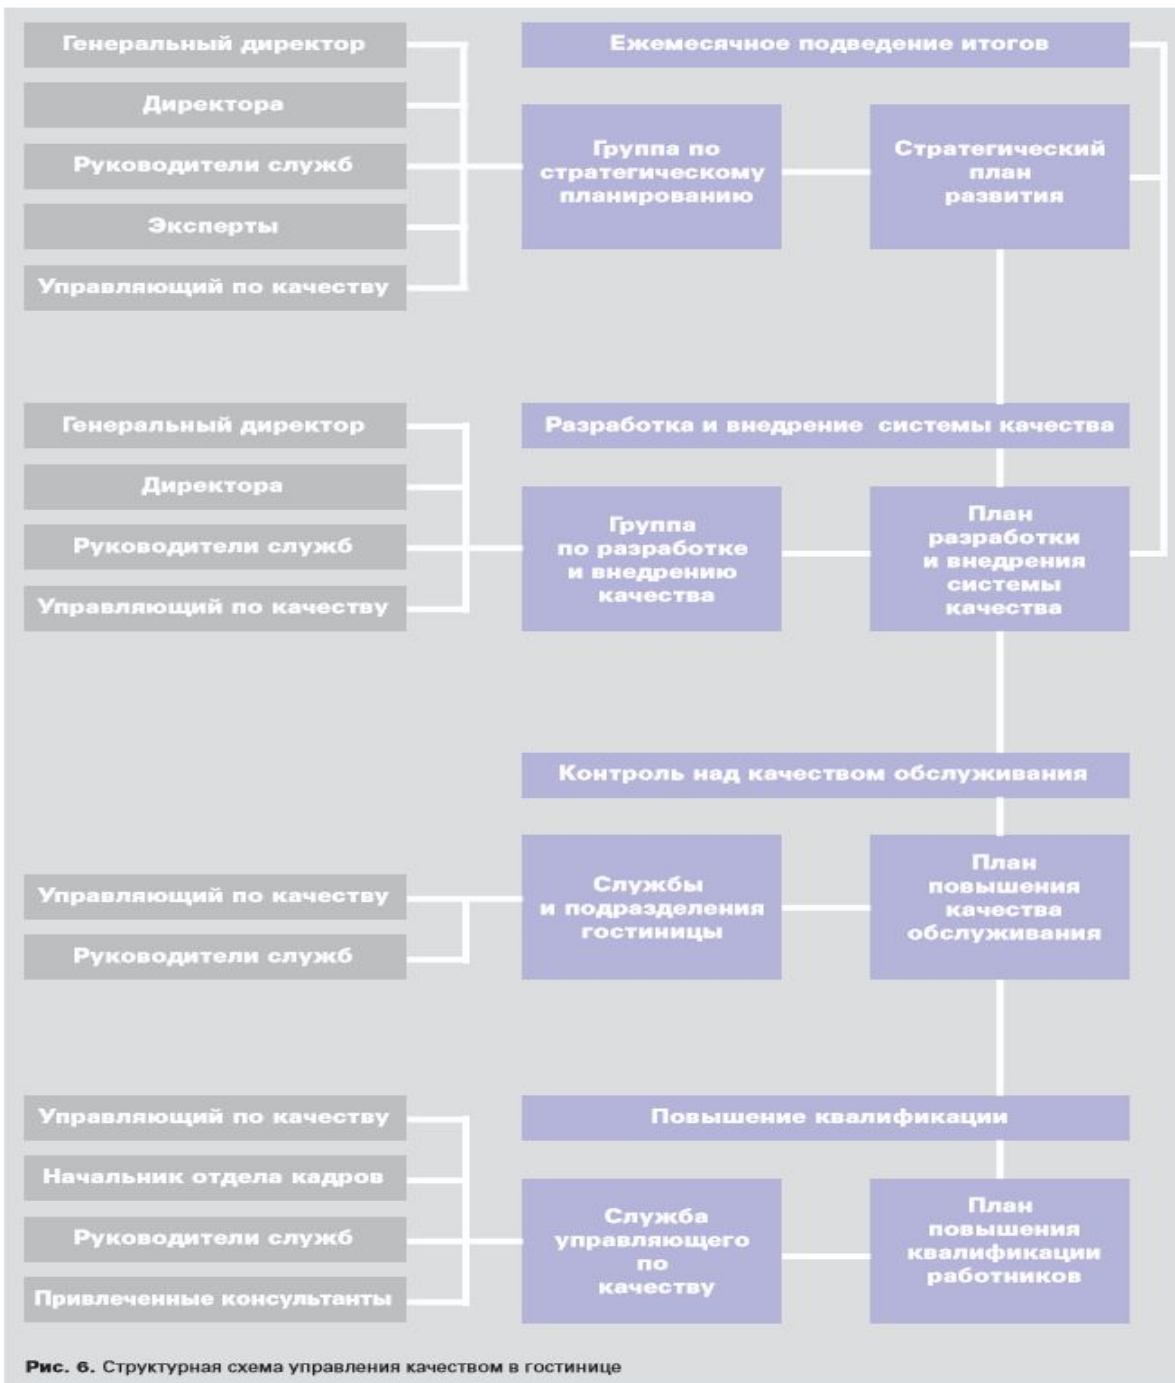 Генеральный директор
Директора
Руководители служб
Эксперты
Управляющий по качеству
Ежемесячное подведение итогов
Группа по
стратегическому
планированию
Стратегический
план
развития
Генеральный директор
Директора
Руководители служб
Управляющий по качеству
Разработка и внедрение системы качества
Группа
по разработке
и внедрению
качества
План
разработки
и внедрения
системы
качества
Контроль над качеством обслуживания
Управляющий по качеству
Руководители служб
Службы
и подразделения
гостиницы
План
повышения
качества
обслуживания
Управляющий по качеству
Начальник отдела кадров
Руководители служб
Привлеченные консультанты
Повышение квалификации
Служба
управляющего
по
качеству
План
повышения
квалификации
работников
Рис. 6. Структурная схема управления качеством в гостинице